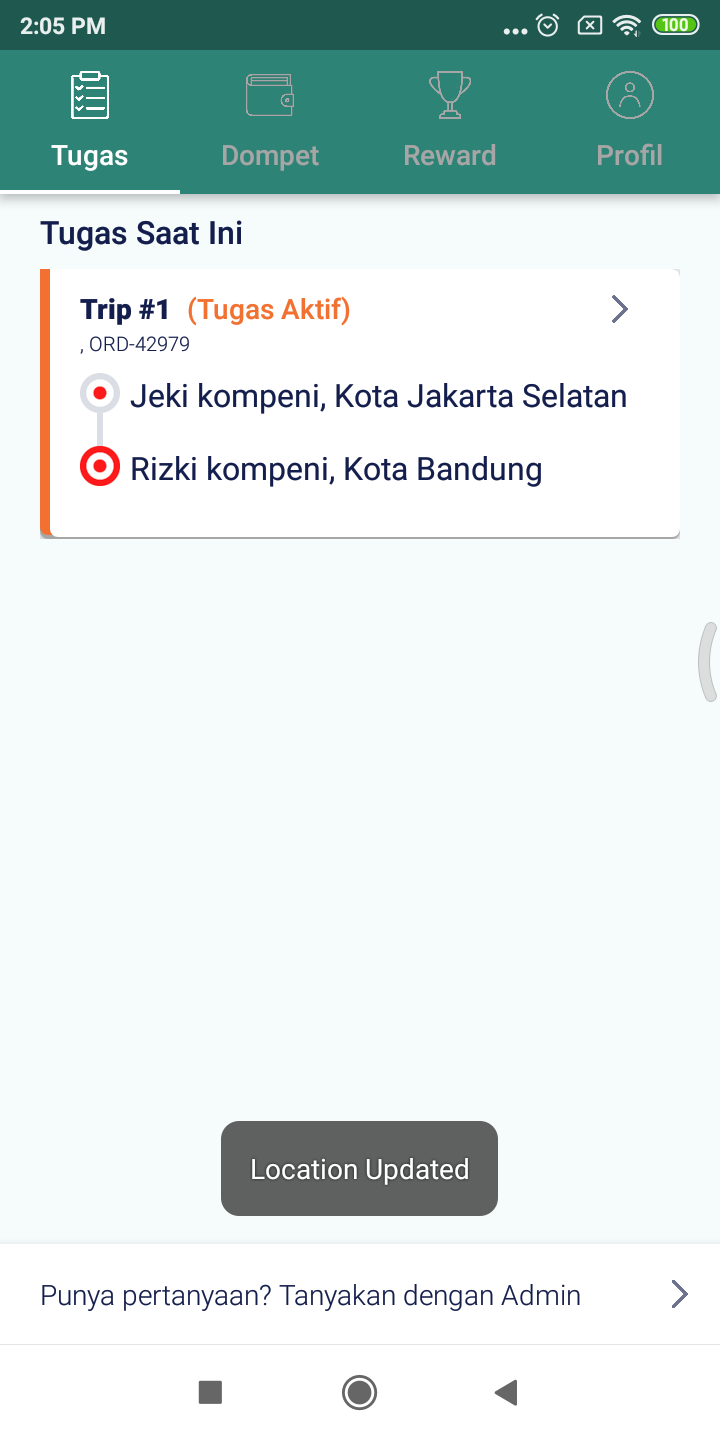 2:05 PM
100
Tugas
Dompet
Reward
Profil
Tugas Saat Ini
Trip #1 (Tugas Aktif)
, ORD-42979
Jeki kompeni, Kota Jakarta Selatan
Rizki kompeni, Kota Bandung
Location Updated
Punya pertanyaan? Tanyakan dengan Admin